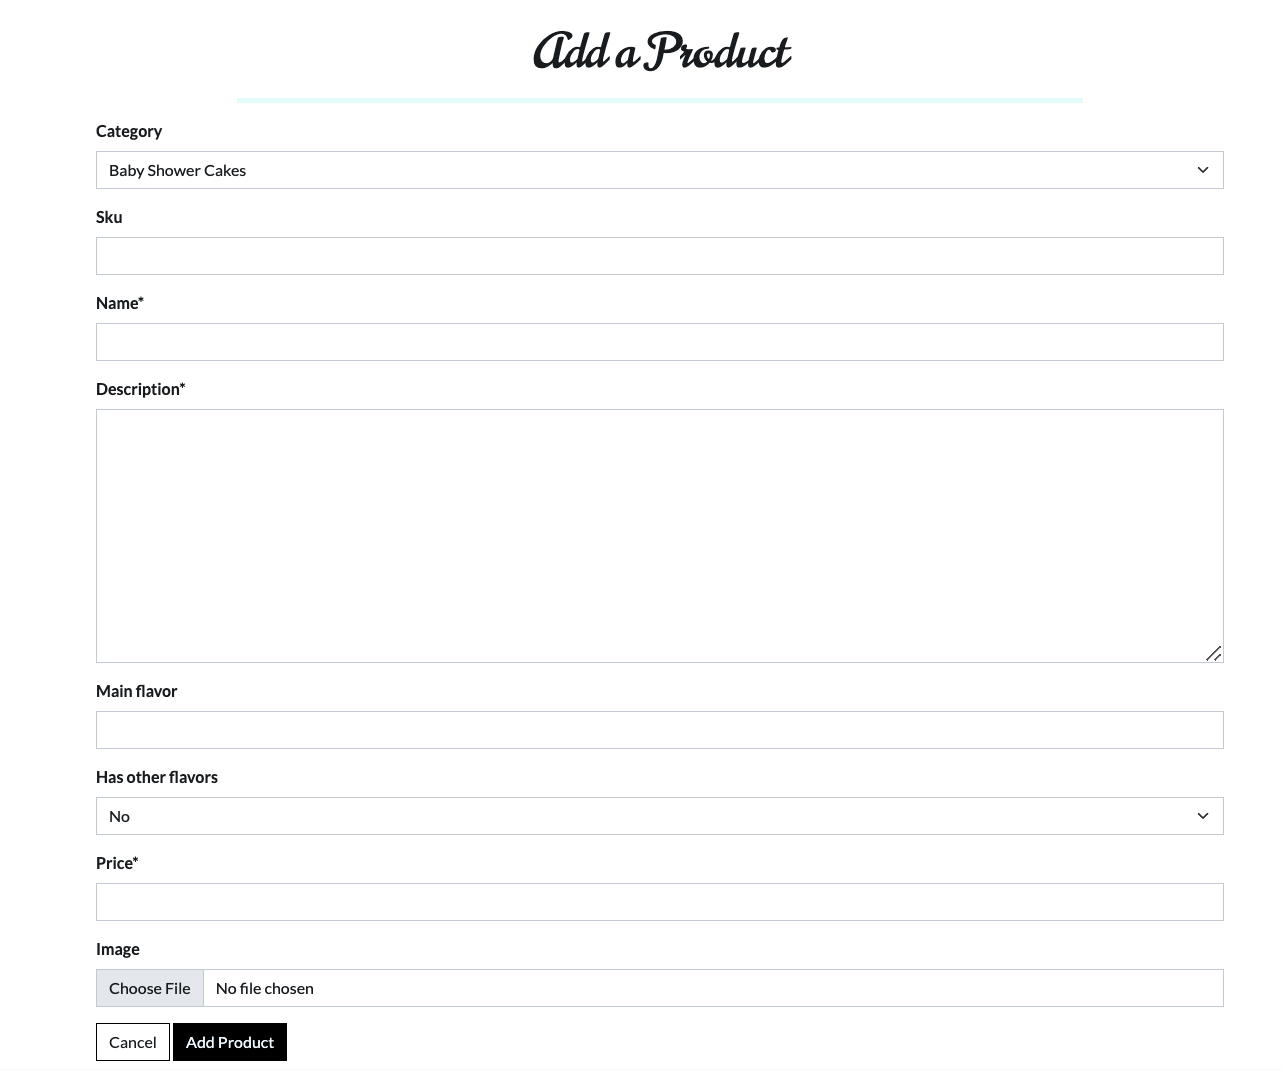 Add a Product
Category
Baby Shower Cakes
Sku
Name*
Description*
Main flavor
Has other flavors
No
Price*
Image
Choose File No file chosen
Cancel Add Product